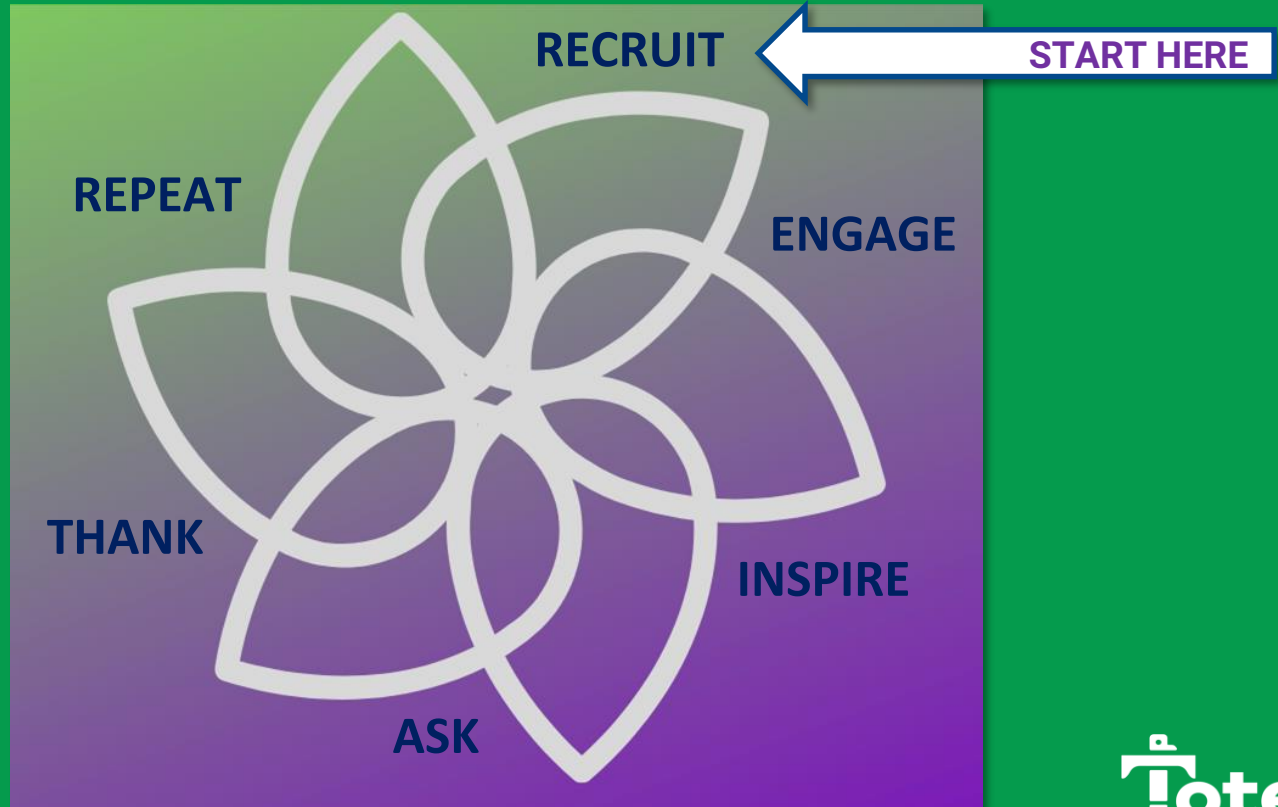 RECRUIT
START HERE
ENGAGE
INSPIRE
ASK
THANK
REPEAT